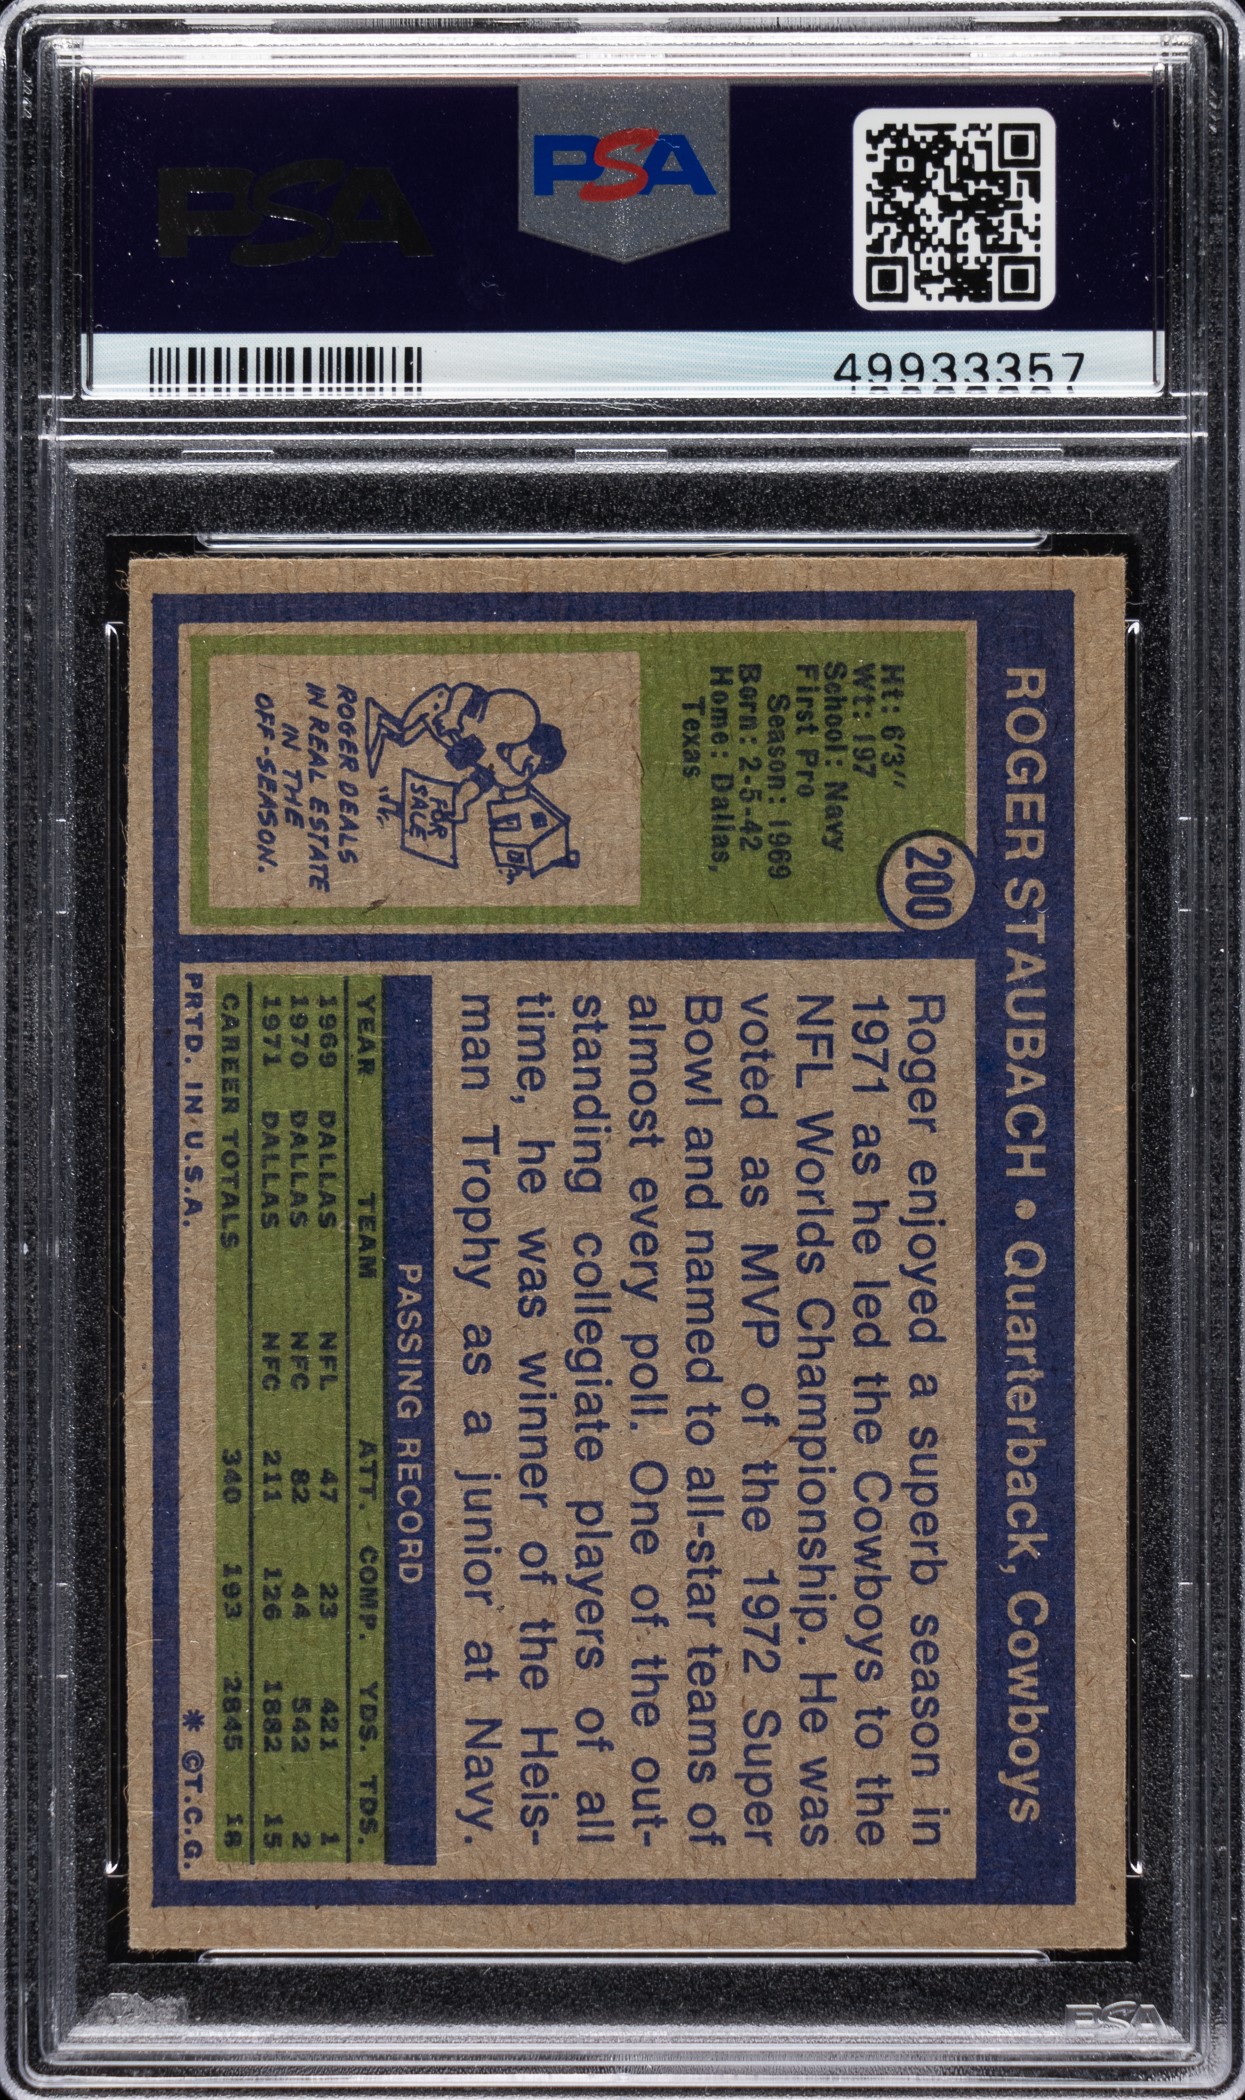 PSA
PSA
49933357
ROGER STAUBACH • Quarterback, Cowboys
200
Ht: 6'3"
Wt: 197
School: Navy
First Pro
Season: 1969
Born: 2-5-42
Home: Dallas,
Texas
FOR
SALE
ROGER DEALS
IN REAL ESTATE
IN THE
OFF-SEASON.
Roger enjoyed a superb season in
1971 as he led the Cowboys to the
NFL Worlds Championship. He was
voted as MVP of the 1972 Super
Bowl and named to all-star teams of
almost every poll. One of the out-
standing collegiate players of all
time, he was winner of the Heis-
man Trophy as a junior at Navy.
PASSING RECORD
YEAR TEAM ATT. COMP. YDS. TDS.
1969 DALLAS NFL 47 23 421 1
1970 DALLAS NFC 82 44 542 2
1971 DALLAS NFC 211 126 1882 15
CAREER TOTALS 340 193 2845 18
PRTD. IN U.S.A. * ©T.C.G.
PSA